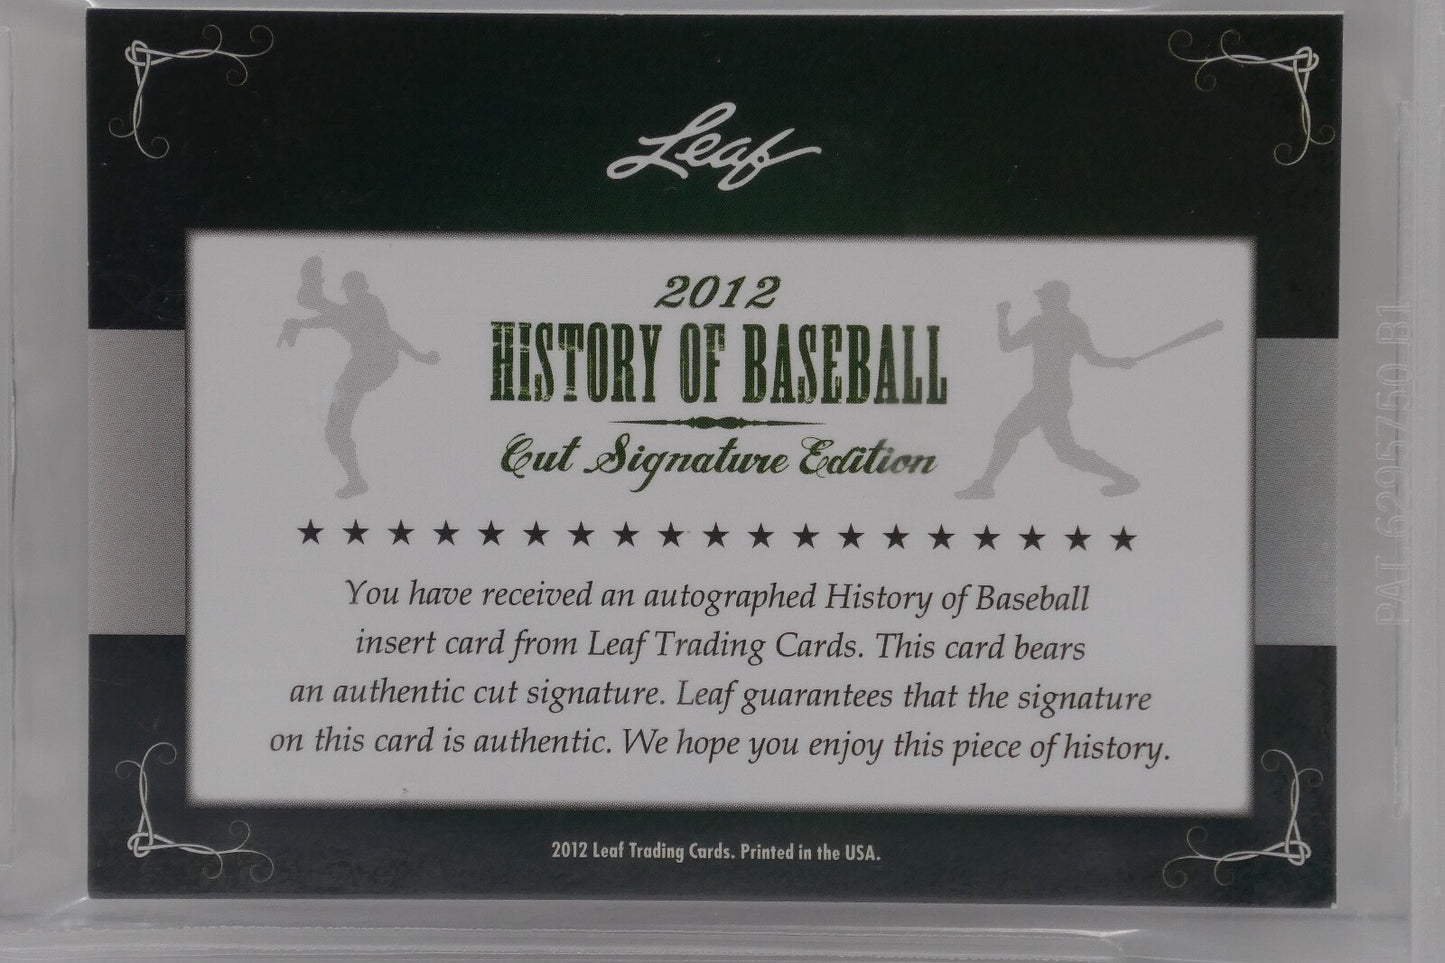 Leaf
2012
HISTORY OF BASEBALL
Cut Signature Edition
You have received an autographed History of Baseball
insert card from Leaf Trading Cards. This card bears
an authentic cut signature. Leaf guarantees that the signature
on this card is authentic. We hope you enjoy this piece of history.
2012 Leaf Trading Cards. Printed in the USA.
PAT 6295750 B1